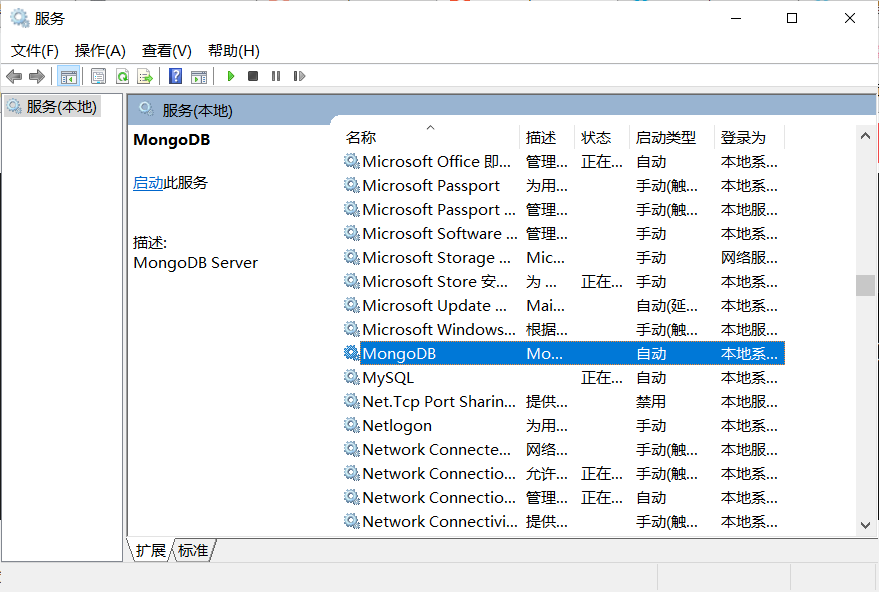 服务
文件(F) 操作(A) 查看(V) 帮助(H)
服务(本地)
服务(本地)
MongoDB
启动此服务
描述:
MongoDB Server
名称 描述 状态 启动类型 登录为
Microsoft Office 即... 管理... 正在... 自动 本地系...
Microsoft Passport 为用... 手动(触... 本地系...
Microsoft Passport ... 管理... 手动(触... 本地服...
Microsoft Software ... 管理... 手动 本地系...
Microsoft Storage ... Mic... 手动 网络服...
Microsoft Store 安... 为 ... 正在... 手动 本地系...
Microsoft Update ... Mai... 自动(延... 本地系...
Microsoft Windows... 根据... 手动(触... 本地服...
MongoDB Mo... 自动 本地系...
MySQL 正在... 自动 本地系...
Net.Tcp Port Sharin... 提供... 禁用 本地服...
Netlogon 为用... 手动 本地系...
Network Connecte... 网络... 手动(触... 本地服...
Network Connectio... 允许... 正在... 手动(触... 本地系...
Network Connectio... 管理... 正在... 自动 本地系...
Network Connectivi... 提供... 手动(触... 本地系...
扩展 标准